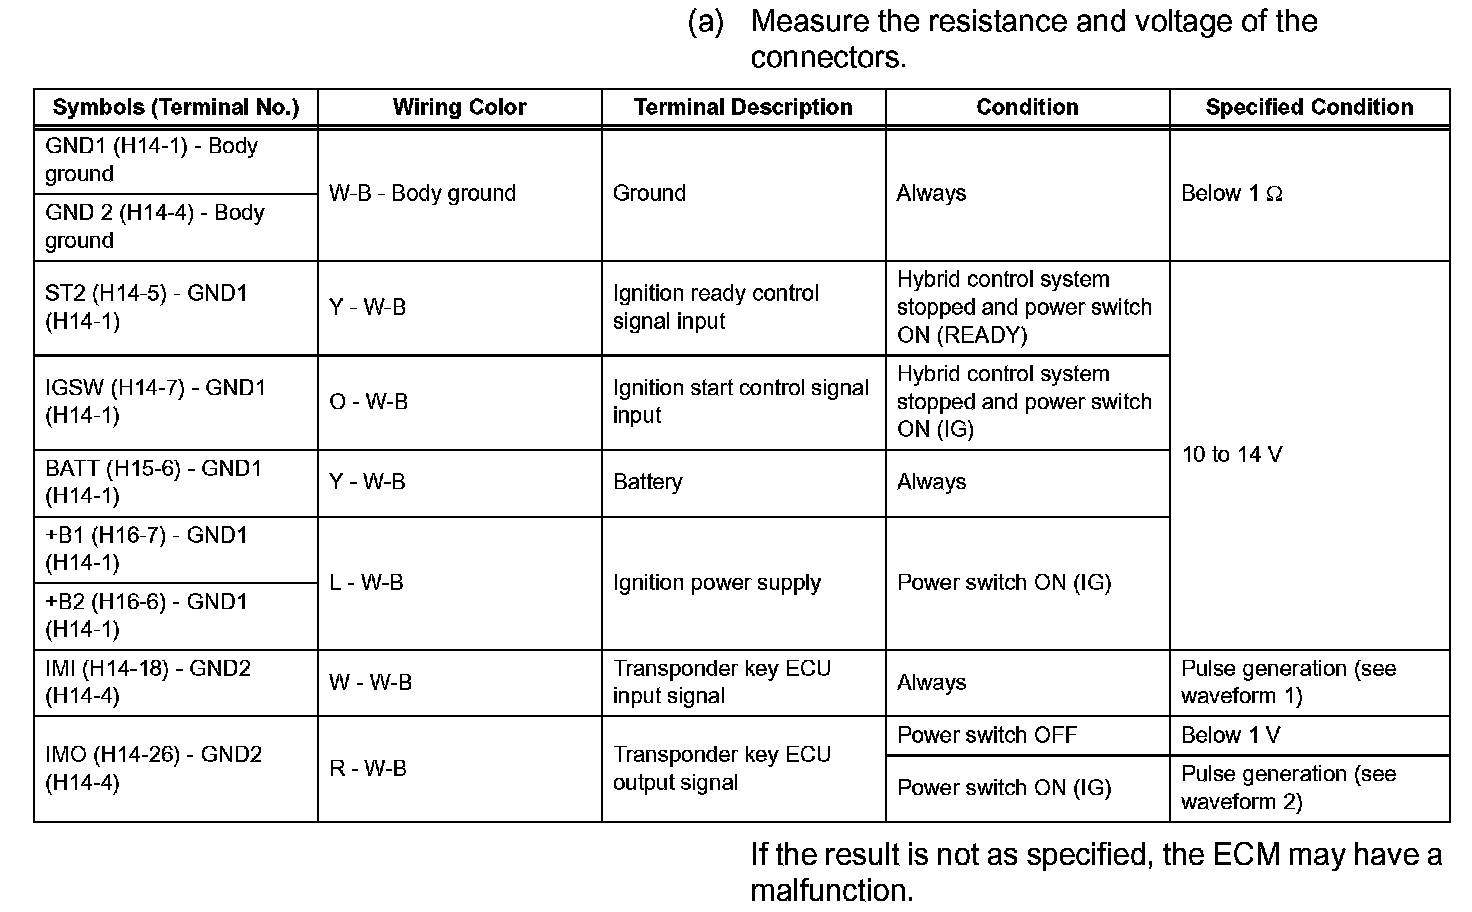 (a) Measure the resistance and voltage of the
connectors.
Symbols (Terminal No.) Wiring Color Terminal Description Condition Specified Condition
GND1 (H14-1) - Body
ground
GND 2 (H14-4) - Body
ground
W-B - Body ground
Ground
Always
Below 1 Ω
ST2 (H14-5) - GND1
(H14-1)
Y - W-B
Ignition ready control
signal input
Hybrid control system
stopped and power switch
ON (READY)
10 to 14 V
IGSW (H14-7) - GND1
(H14-1)
O - W-B
Ignition start control signal
input
Hybrid control system
stopped and power switch
ON (IG)
BATT (H15-6) - GND1
(H14-1)
Y - W-B
Battery
Always
+B1 (H16-7) - GND1
(H14-1)
+B2 (H16-6) - GND1
(H14-1)
L - W-B
Ignition power supply
Power switch ON (IG)
IMI (H14-18) - GND2
(H14-4)
W - W-B
Transponder key ECU
input signal
Always
Pulse generation (see
waveform 1)
IMO (H14-26) - GND2
(H14-4)
R - W-B
Transponder key ECU
output signal
Power switch OFF
Below 1 V
Power switch ON (IG)
Pulse generation (see
waveform 2)
If the result is not as specified, the ECM may have a
malfunction.